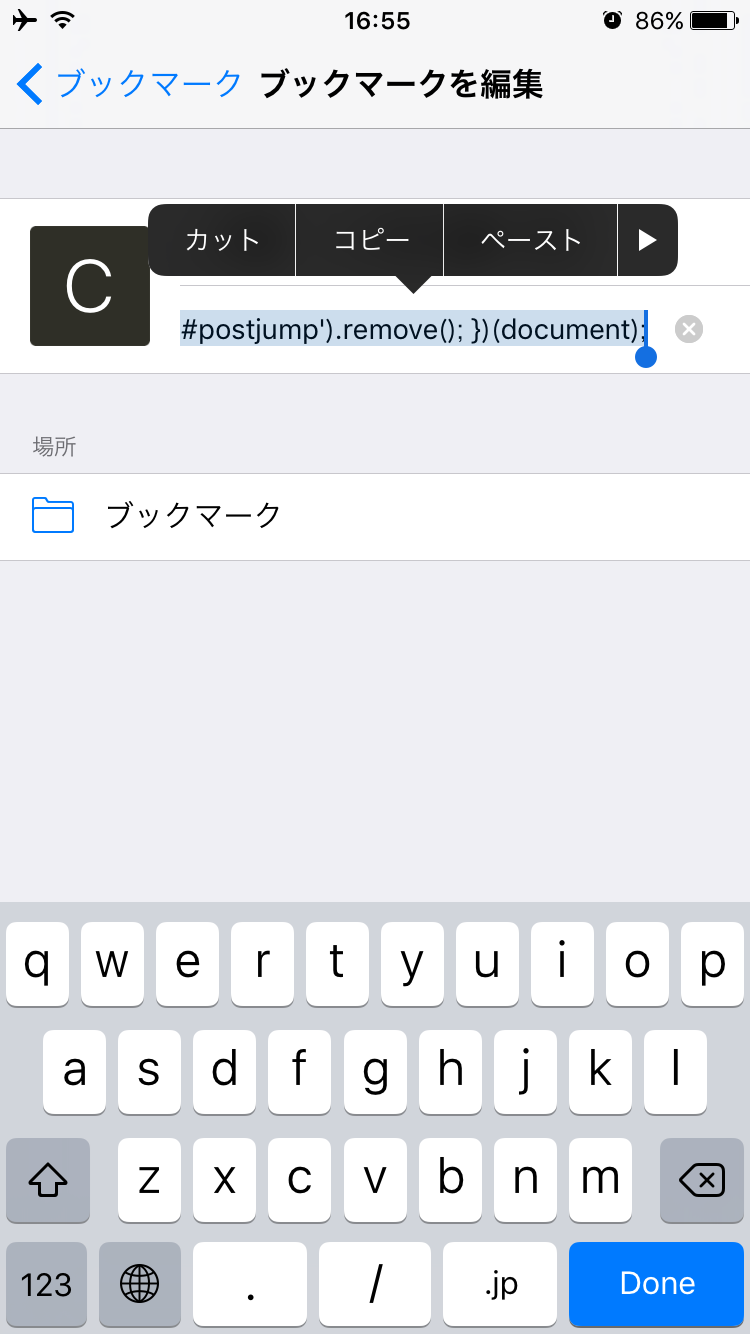 16:55 86%
ブックマーク ブックマークを編集
カット コピー ペースト
C
#postjump').remove(); })(document);
場所
ブックマーク
q w e r t y u i o p
a s d f g h j k l
z x c v b n m
123 . / .jp Done